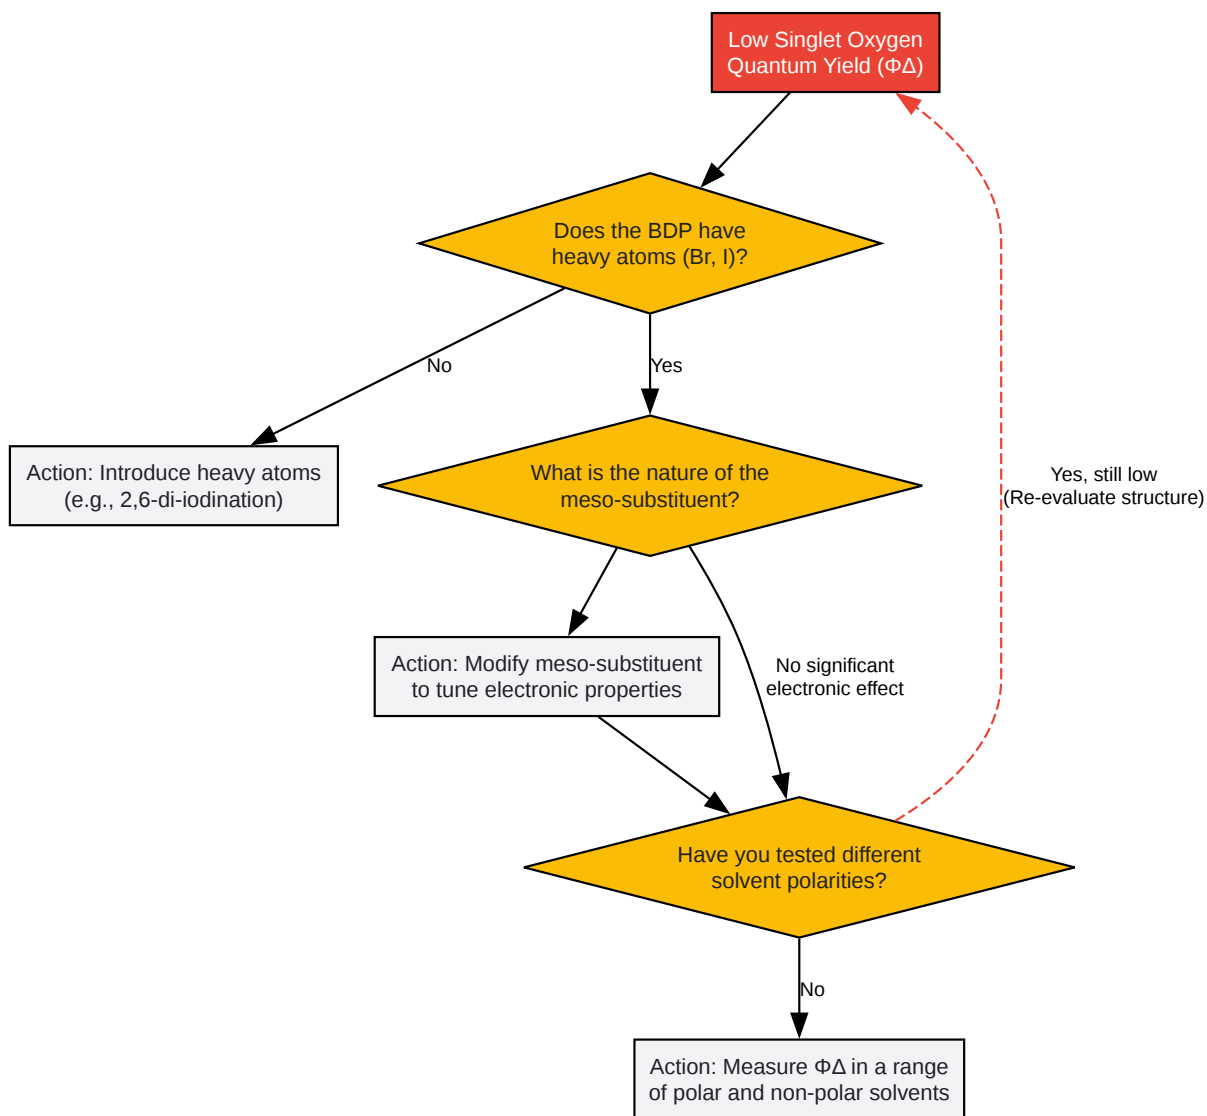 Low Singlet Oxygen
Quantum Yield (ΦΔ)
Does the BDP have
heavy atoms (Br, I)?
No
Yes
Action: Introduce heavy atoms
(e.g., 2,6-di-iodination)
What is the nature of the
meso-substituent?
Yes, still low
(Re-evaluate structure)
Action: Modify meso-substituent
to tune electronic properties
No significant
electronic effect
Have you tested different
solvent polarities?
No
Action: Measure ΦΔ in a range
of polar and non-polar solvents